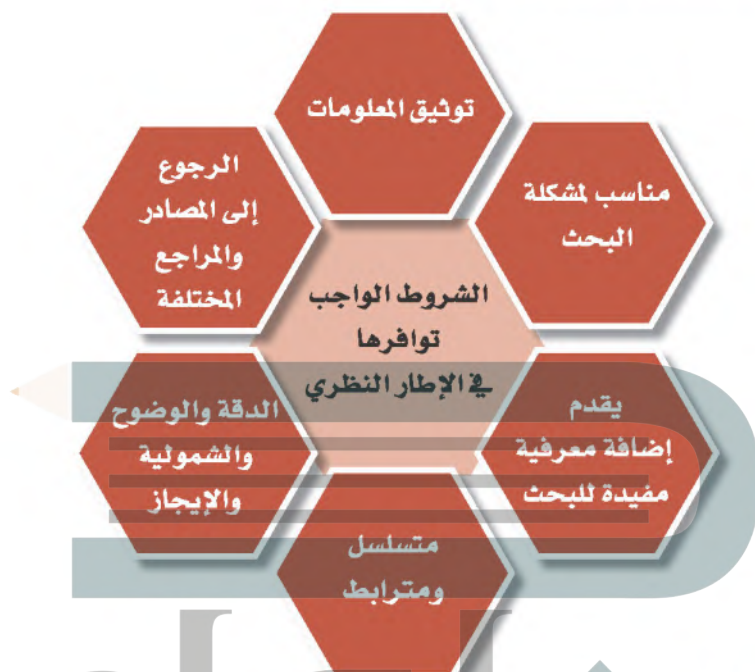 توثيق المعلومات
مناسب لمشكلة
البحث
يقدم
إضافة معرفية
مفيدة للبحث
متسلسل
ومترابط
الدقة والوضوح
والشمولية
والإيجاز
الرجوع
إلى المصادر
والمراجع
المختلفة
الشروط الواجب
توافرها
في الإطار النظري